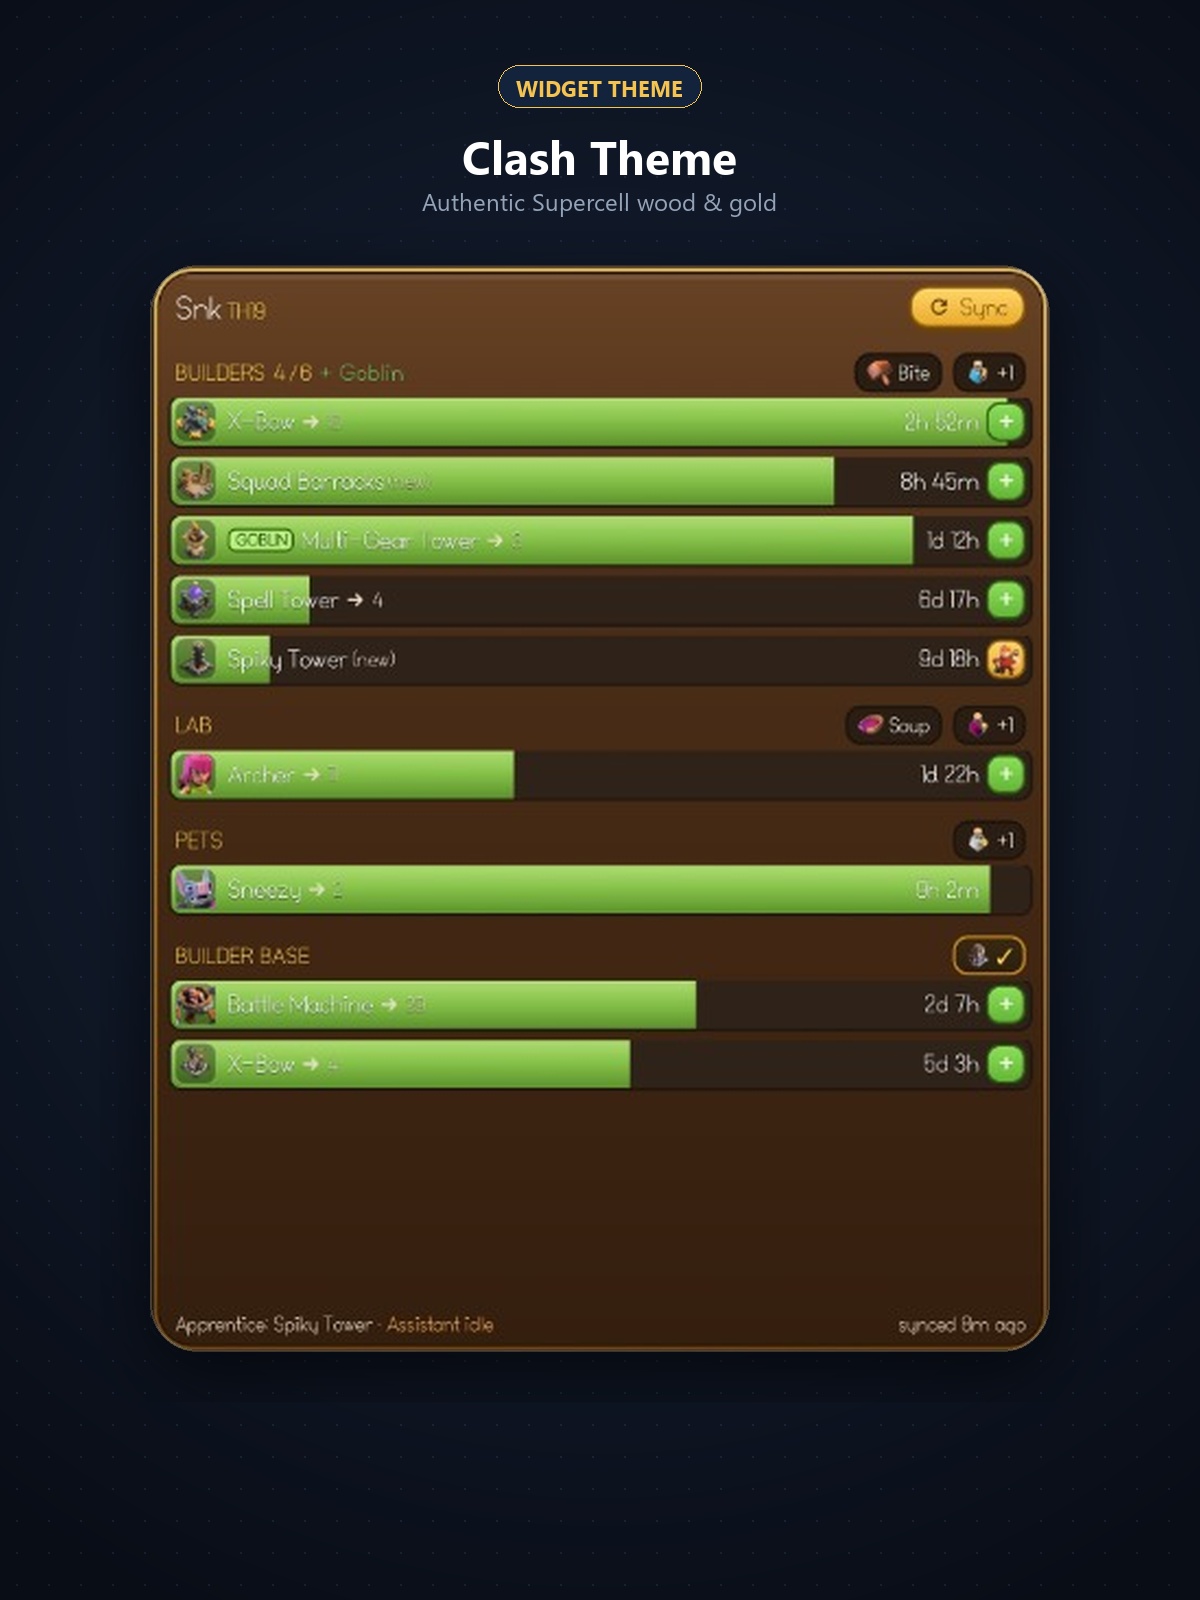 WIDGET THEME
Clash Theme
Authentic Supercell wood & gold
Snk
Sync
BUILDERS 4/6 + Goblin
Bite
+1
X-Bow →
2h 52m
+
Squad Barracks (new)
8h 45m
+
GOBLIN Multi-Gear Tower →
1d 12h
+
Spell Tower → 4
6d 17h
+
Spiky Tower (new)
9d 18h
LAB
Soup
+1
Archer →
1d 22h
+
PETS
+1
Sneezy →
9h 2m
BUILDER BASE
✓
Battle Machine →
2d 7h
+
X-Bow →
5d 3h
+
Apprentice: Spiky Tower · Assistant idle
synced 8m ago